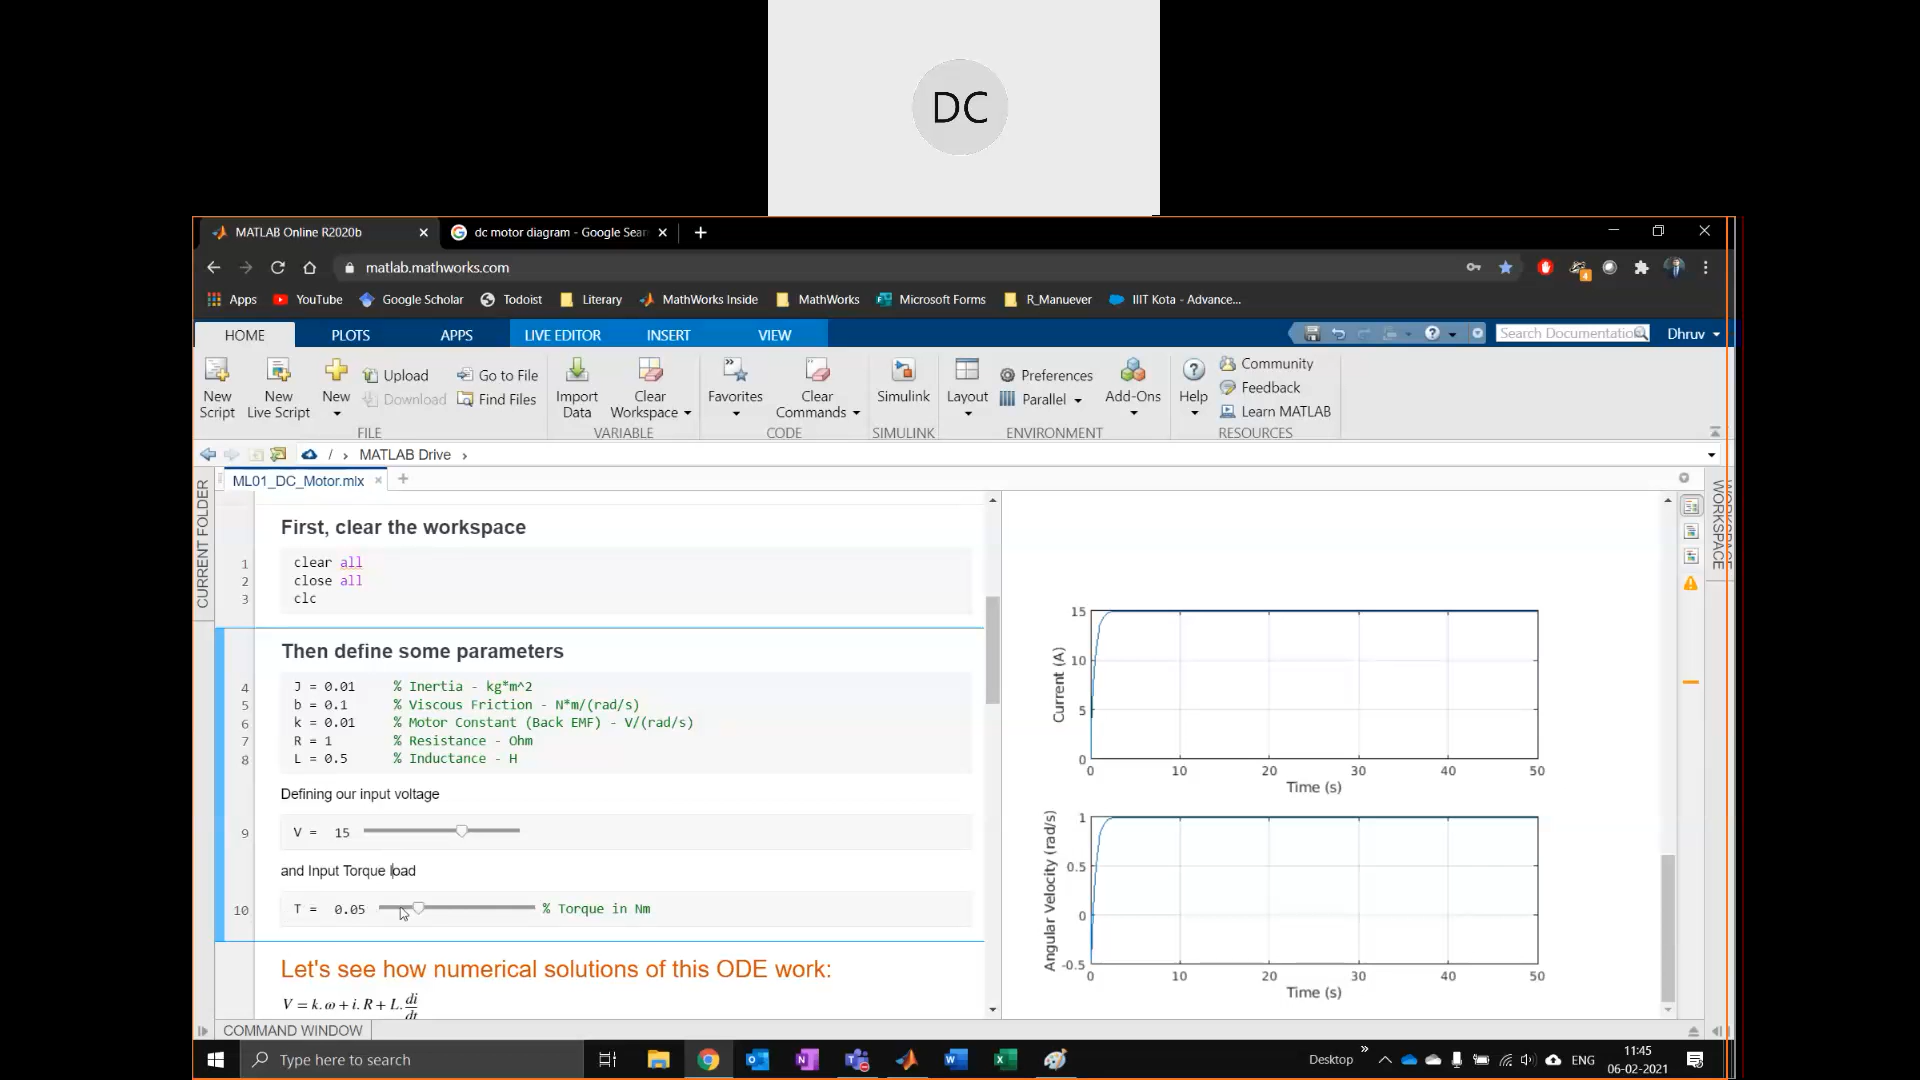 DC
MATLAB Online R2020b
dc motor diagram - Google Sear
matlab.mathworks.com
Apps YouTube Google Scholar Todoist Literary MathWorks Inside MathWorks Microsoft Forms R_Manuever IIIT Kota - Advance...
4
HOME PLOTS APPS LIVE EDITOR INSERT VIEW
Search Documentation Dhruv
New Script
New Live Script
New
Upload
Download
Go to File
Find Files
FILE
Import Data
Clear Workspace
VARIABLE
Favorites
Clear Commands
CODE
Simulink
SIMULINK
Layout
Preferences
Parallel
Add-Ons
ENVIRONMENT
Help
Community
Feedback
Learn MATLAB
RESOURCES
/ › MATLAB Drive ›
CURRENT FOLDER
WORKSPACE
ML01_DC_Motor.mlx
First, clear the workspace
1 clear all
2 close all
3 clc
Then define some parameters
4 J = 0.01 % Inertia - kg*m^2
5 b = 0.1 % Viscous Friction - N*m/(rad/s)
6 k = 0.01 % Motor Constant (Back EMF) - V/(rad/s)
7 R = 1 % Resistance - Ohm
8 L = 0.5 % Inductance - H
Defining our input voltage
9 V = 15
and Input Torque load
10 T = 0.05 % Torque in Nm
Let's see how numerical solutions of this ODE work:
V = k.ω + i.R + L.di/dt
Current (A)
15
10
5
0
0 10 20 30 40 50
Time (s)
Angular Velocity (rad/s)
1
0.5
0
-0.5
0 10 20 30 40 50
Time (s)
COMMAND WINDOW
Type here to search
Desktop
ENG
11:45
06-02-2021